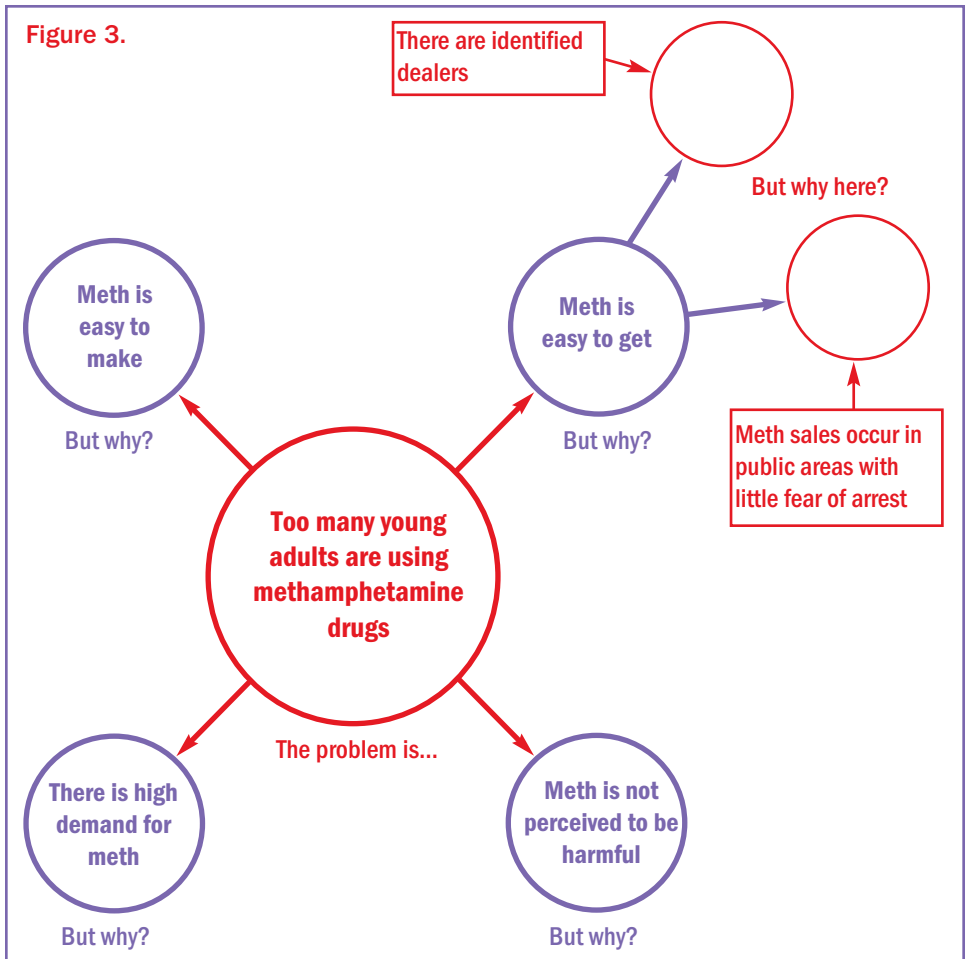 Figure 3.
There are identified
dealers
But why here?
Meth is
easy to
make
But why?
Meth is
easy to get
But why?
Meth sales occur in
public areas with
little fear of arrest
Too many young
adults are using
methamphetamine
drugs
The problem is...
There is high
demand for
meth
But why?
Meth is not
perceived to be
harmful
But why?